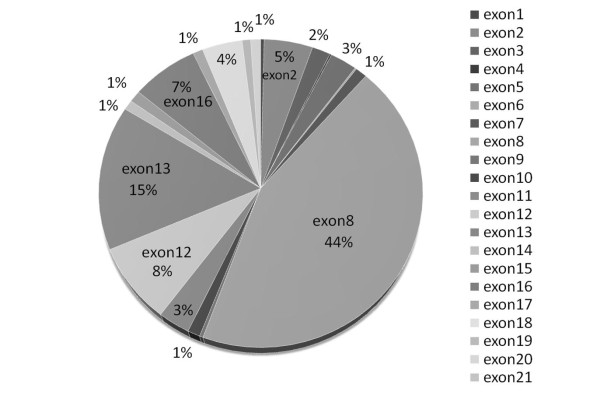 1%
1%
1%
4%
5%
exon2
2%
3%
1%
7%
exon16
1%
1%
exon13
15%
exon8
44%
exon12
8%
3%
1%
exon1
exon2
exon3
exon4
exon5
exon6
exon7
exon8
exon9
exon10
exon11
exon12
exon13
exon14
exon15
exon16
exon17
exon18
exon19
exon20
exon21